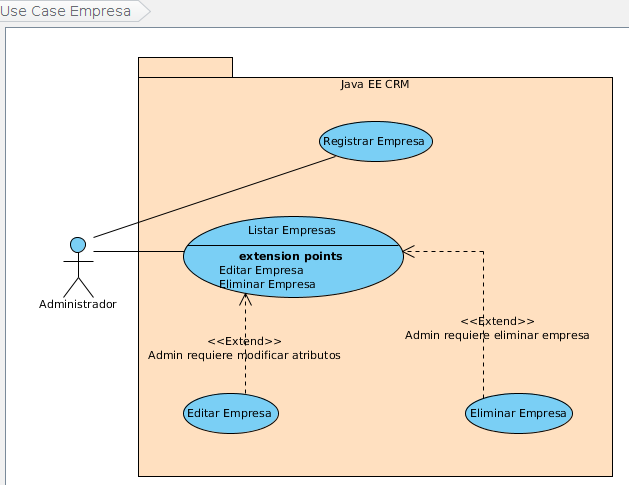 Use Case Empresa
Java EE CRM
Registrar Empresa
Listar Empresas
extension points
Editar Empresa
Eliminar Empresa
Administrador
<<Extend>>
Admin requiere eliminar empresa
<<Extend>>
Admin requiere modificar atributos
Editar Empresa
Eliminar Empresa